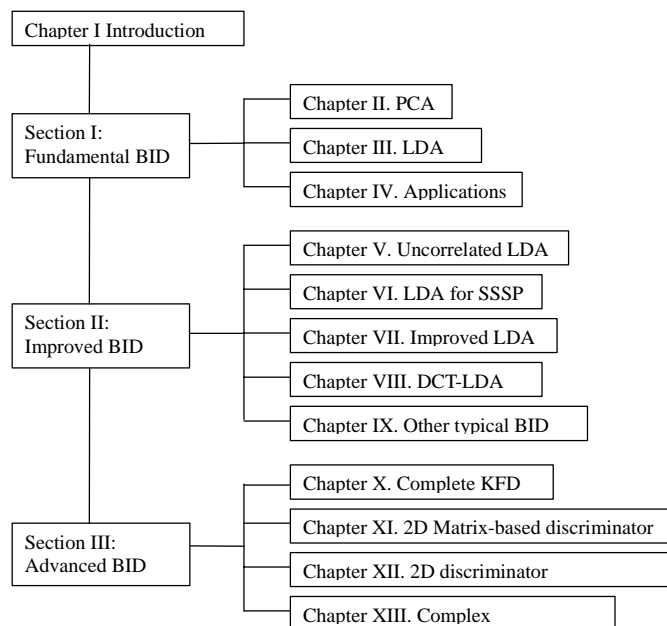 Chapter I Introduction
Section I:
Fundamental BID
Chapter II. PCA
Chapter III. LDA
Chapter IV. Applications
Section II:
Improved BID
Chapter V. Uncorrelated LDA
Chapter VI. LDA for SSSP
Chapter VII. Improved LDA
Chapter VIII. DCT-LDA
Chapter IX. Other typical BID
Section III:
Advanced BID
Chapter X. Complete KFD
Chapter XI. 2D Matrix-based discriminator
Chapter XII. 2D discriminator
Chapter XIII. Complex